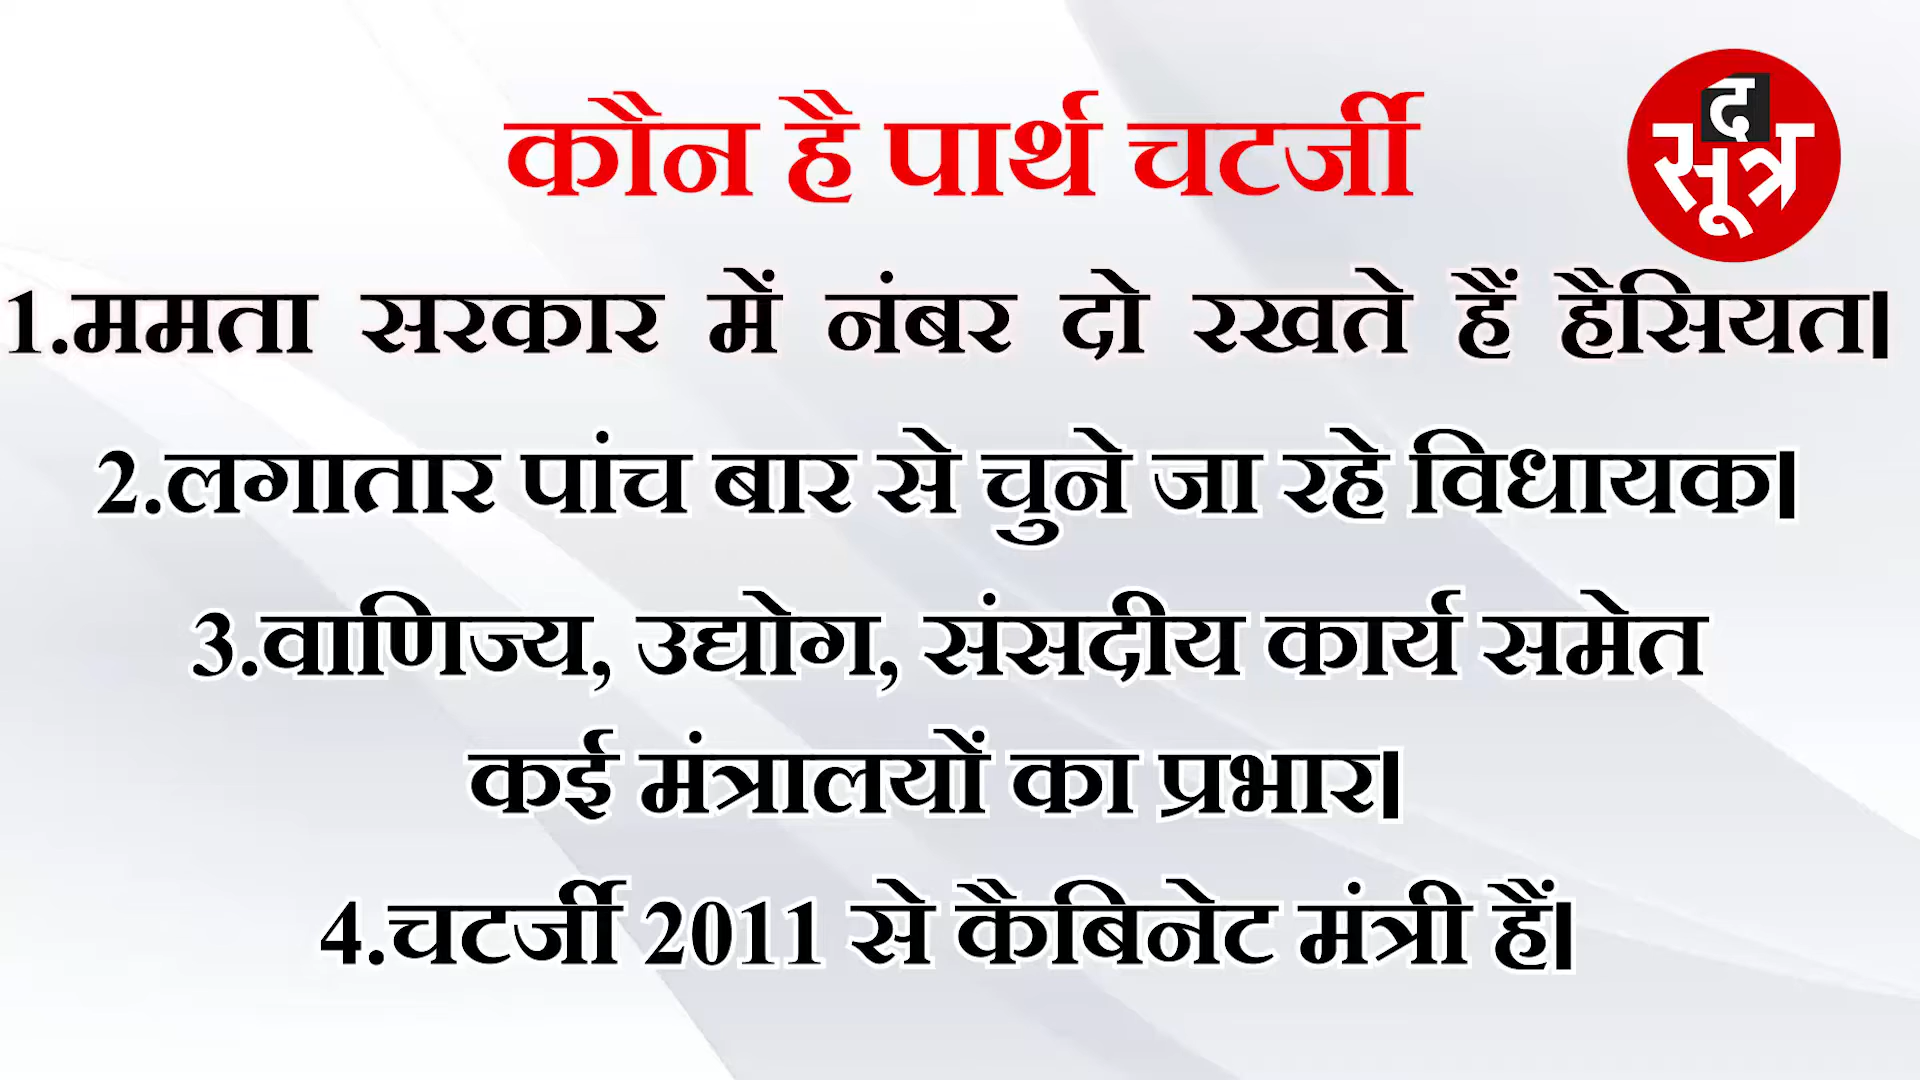 कौन है पार्थ चटर्जी
द
सूत्र
1.ममता सरकार में नंबर दो रखते हैं हैसियत।
2.लगातार पांच बार से चुने जा रहे विधायक।
3.वाणिज्य, उद्योग, संसदीय कार्य समेत
कई मंत्रालयों का प्रभार।
4.चटर्जी 2011 से कैबिनेट मंत्री हैं।